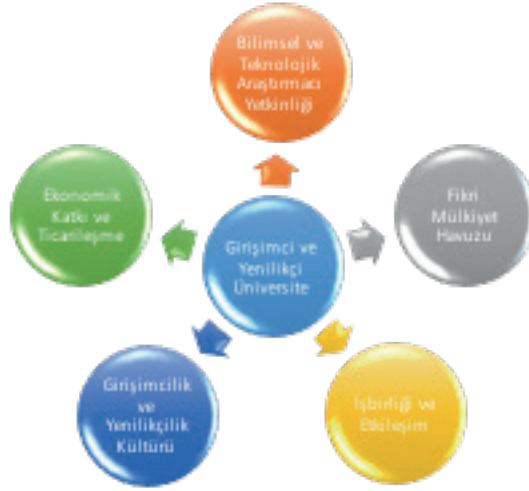 Bilimsel ve
Teknolojik
Araştırmacı
Yetkinliği
Ekonomik
Katkı ve
Ticarileşme
Fikri
Mülkiyet
Havuzu
Girişimci ve
Yenilikçi
Üniversite
Girişimcilik
ve
Yenilikçilik
Kültürü
İşbirliği ve
Etkileşim